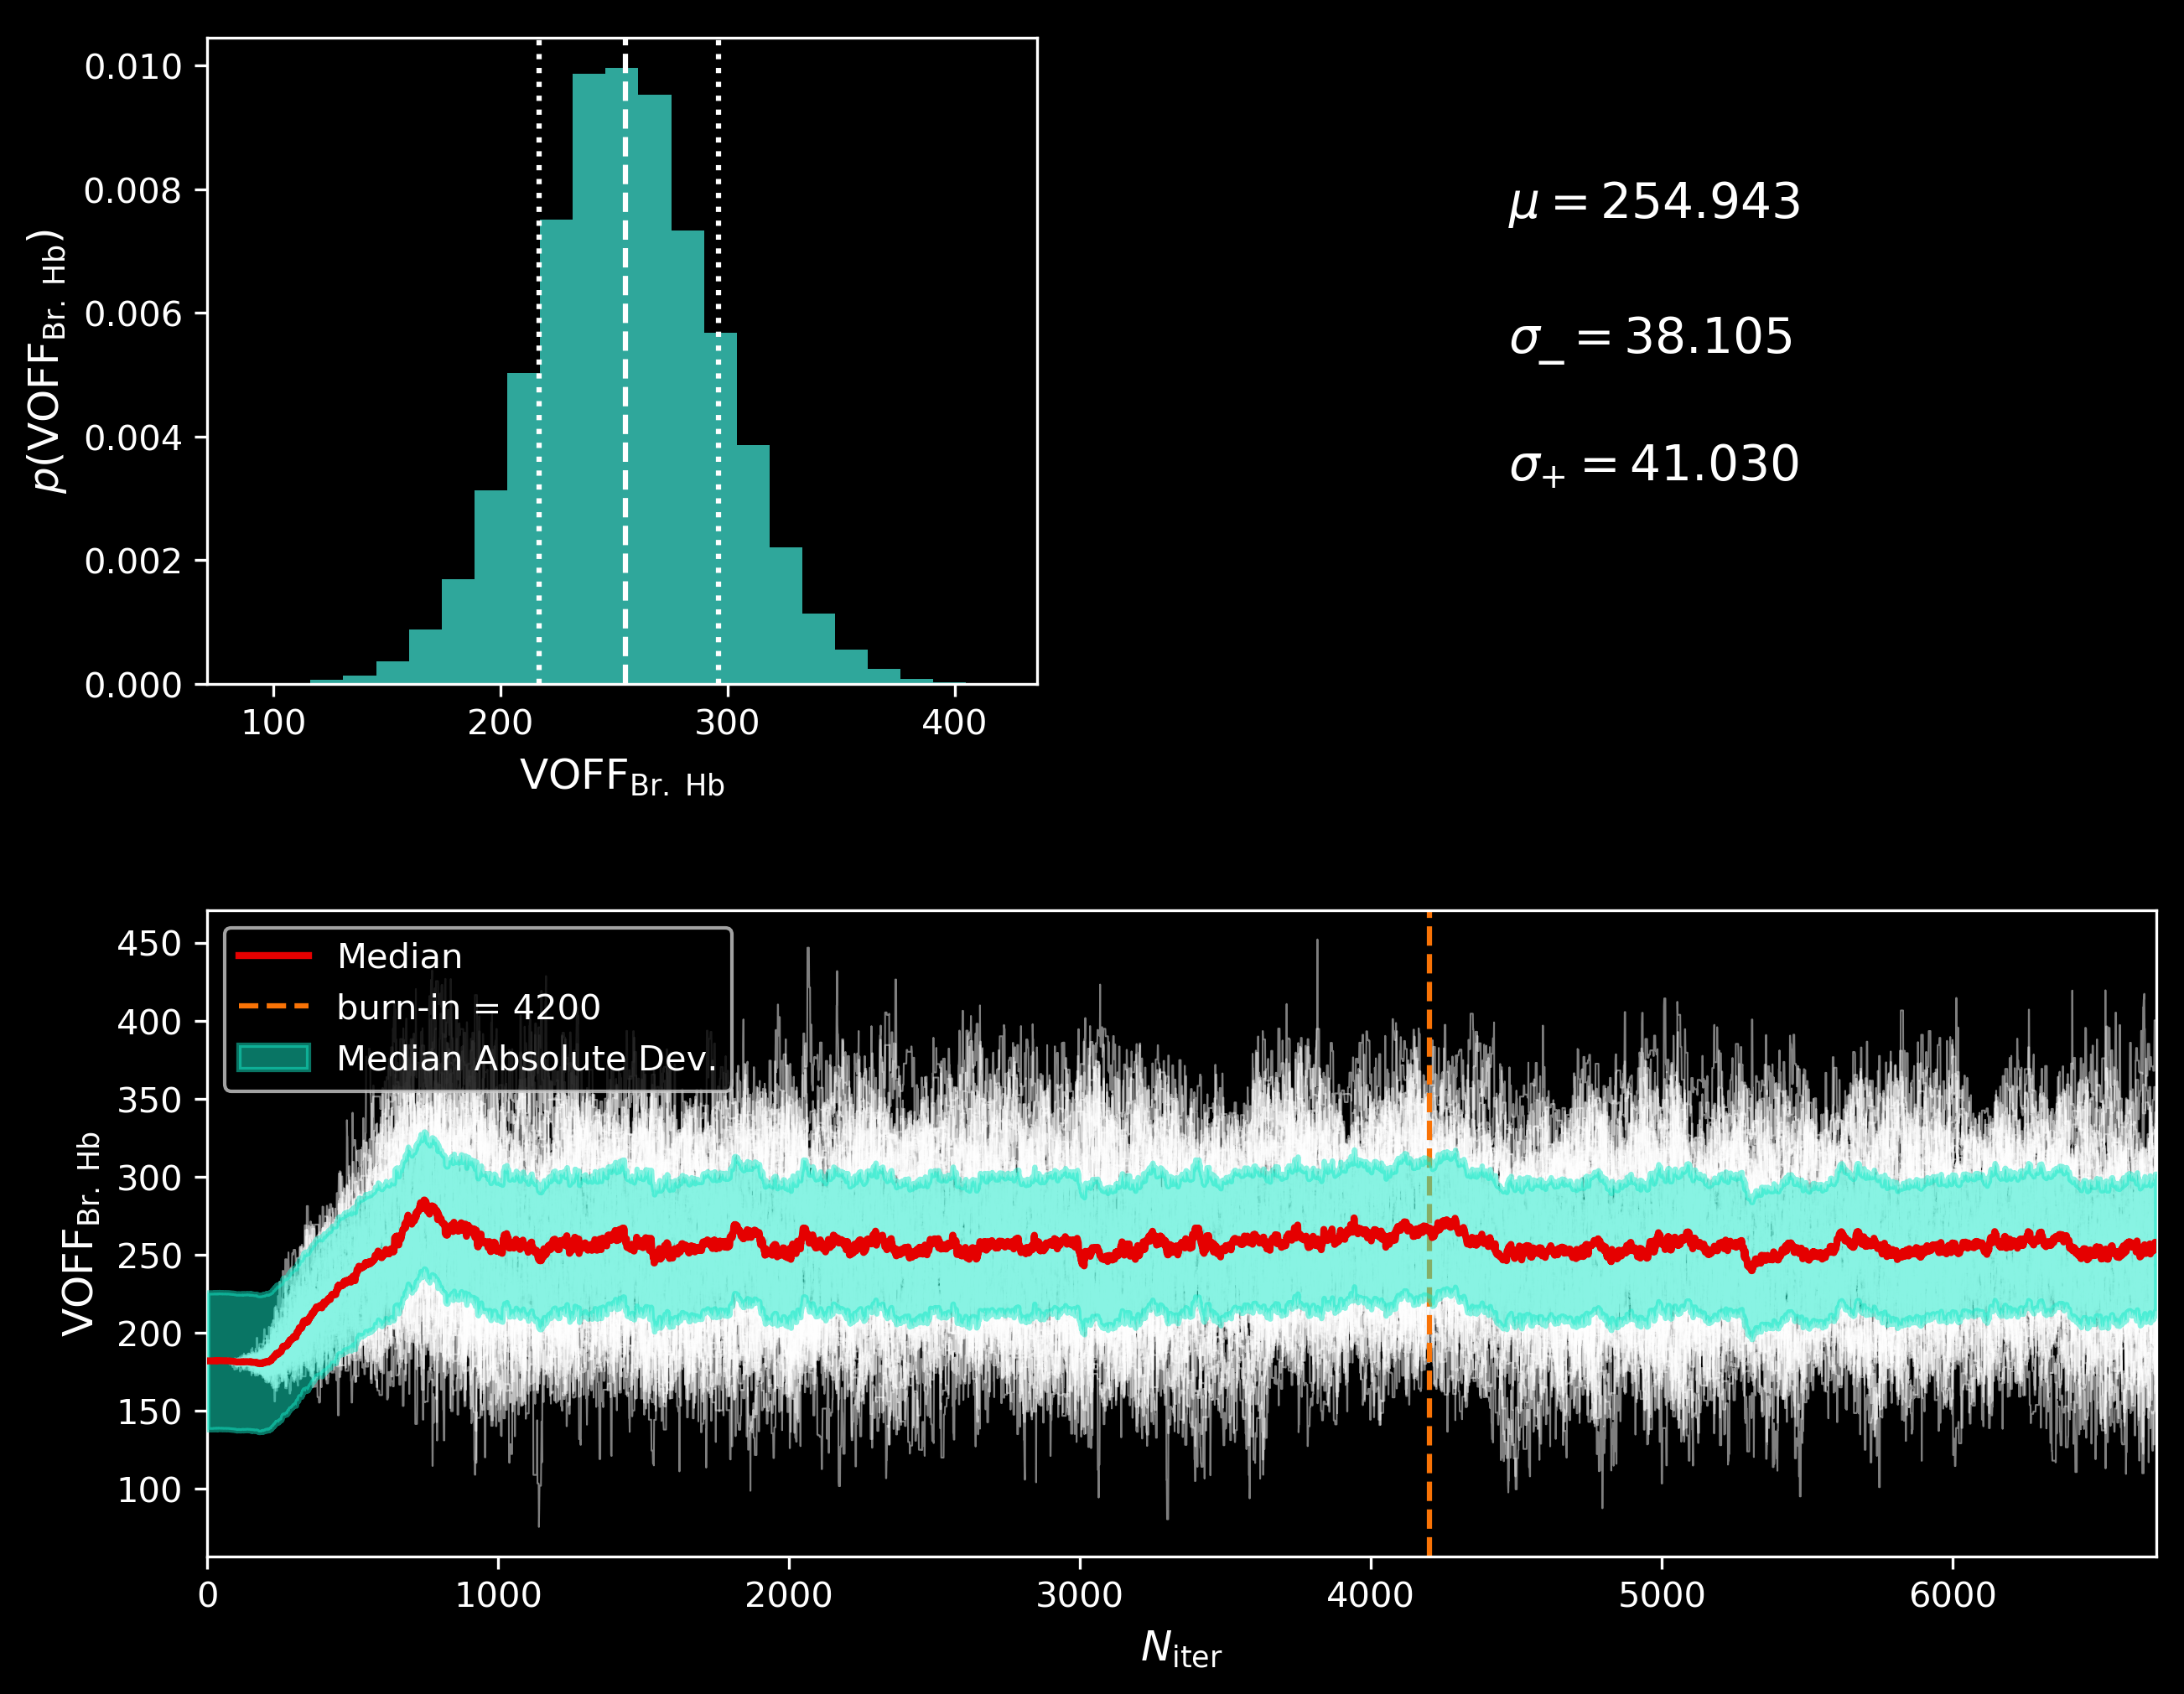 0.010
0.008
0.006
0.004
0.002
0.000
p(VOFF_Br. Hb)
100 200 300 400
VOFF_Br. Hb
μ = 254.943
σ_− = 38.105
σ_+ = 41.030
450
400
350
300
250
200
150
100
VOFF_Br. Hb
Median
burn-in = 4200
Median Absolute Dev.
0 1000 2000 3000 4000 5000 6000
N_iter